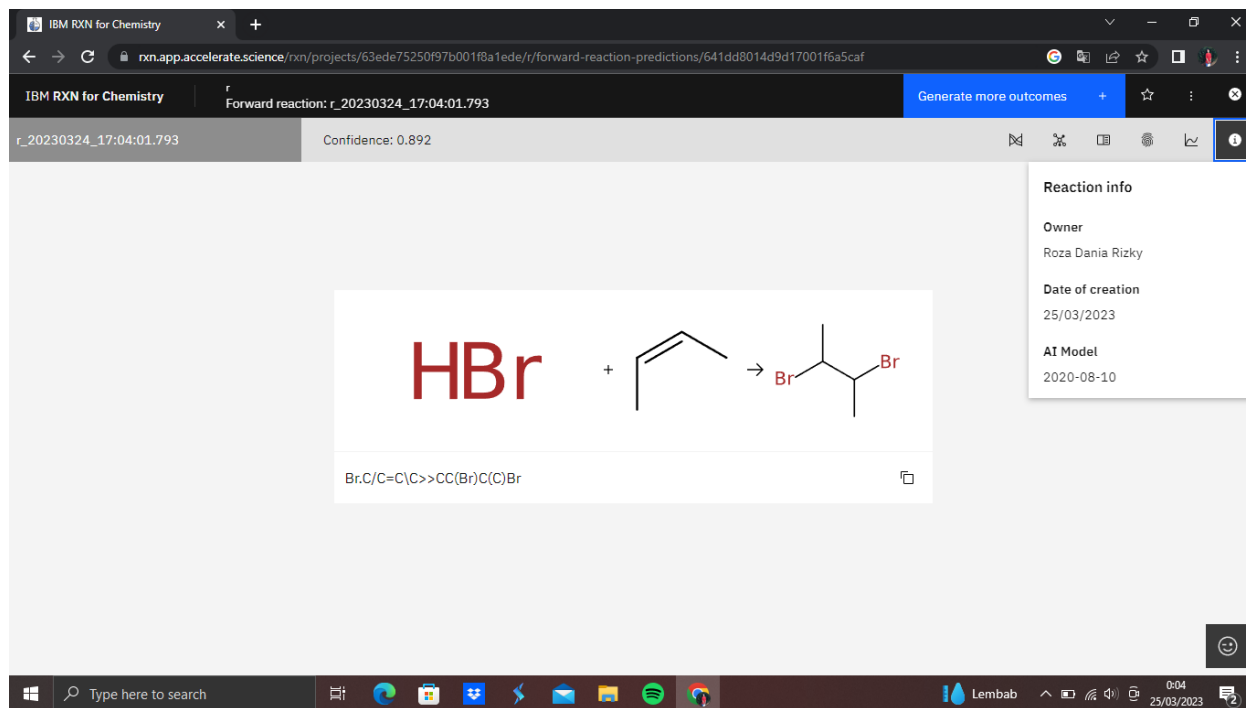 IBM RXN for Chemistry
rxn.app.accelerate.science/rxn/projects/63ede75250f97b001f8a1ede/r/forward-reaction-predictions/641dd8014d9d17001f6a5caf
IBM RXN for Chemistry
r
Forward reaction: r_20230324_17:04:01.793
Generate more outcomes +
r_20230324_17:04:01.793
Confidence: 0.892
Reaction info
Owner
Roza Dania Rizky
Date of creation
25/03/2023
AI Model
2020-08-10
HBr + → Br Br
Br.C/C=C\C>>CC(Br)C(C)Br
Type here to search
Lembab
0:04
25/03/2023
2